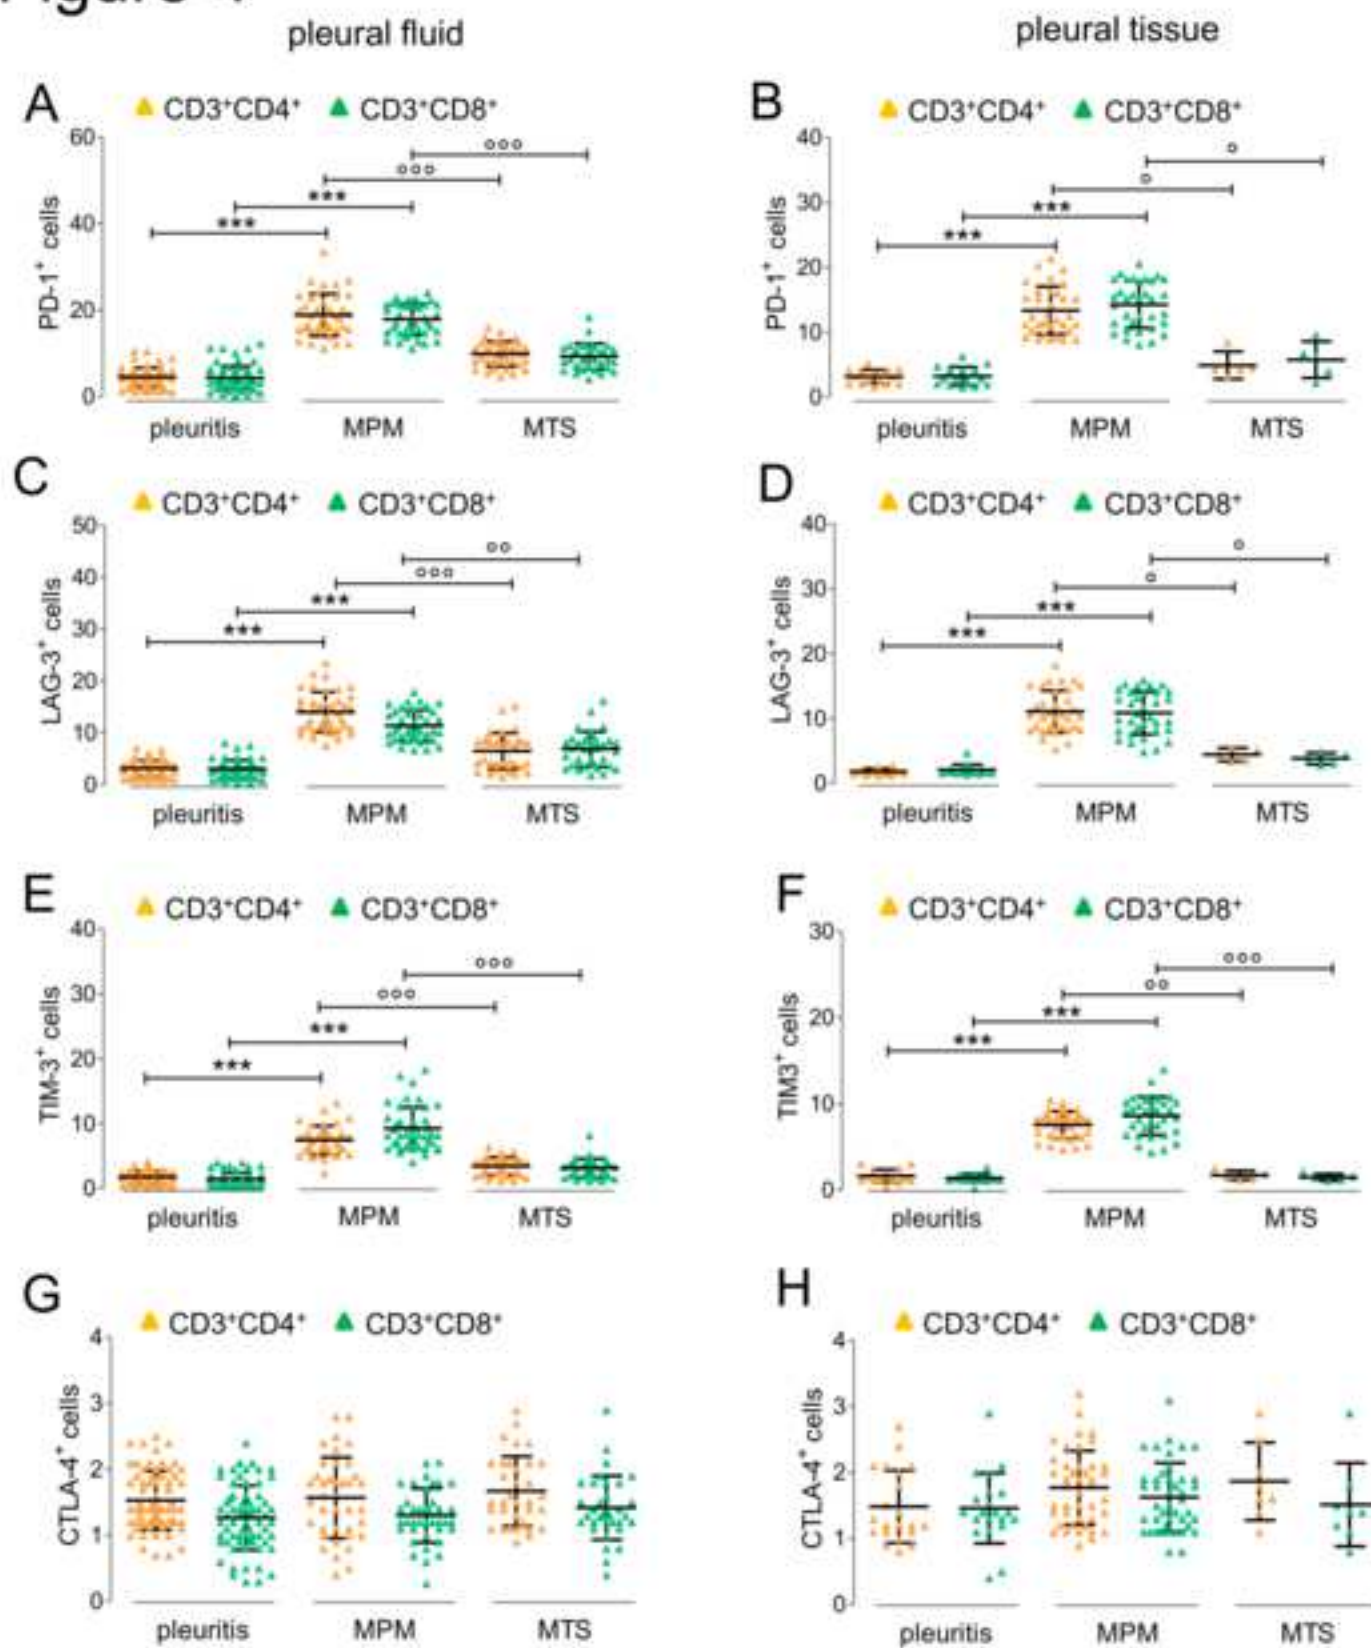 pleural fluid
pleural tissue
A
CD3⁺CD4⁺ CD3⁺CD8⁺
60
40
20
0
PD-1⁺ cells
***
***
°°°
°°°
pleuritis MPM MTS
B
CD3⁺CD4⁺ CD3⁺CD8⁺
40
30
20
10
0
PD-1⁺ cells
***
***
°
°
pleuritis MPM MTS
C
CD3⁺CD4⁺ CD3⁺CD8⁺
50
40
30
20
10
0
LAG-3⁺ cells
***
***
°°°
°°
pleuritis MPM MTS
D
CD3⁺CD4⁺ CD3⁺CD8⁺
40
30
20
10
0
LAG-3⁺ cells
***
***
°
°
pleuritis MPM MTS
E
CD3⁺CD4⁺ CD3⁺CD8⁺
40
30
20
10
0
TIM-3⁺ cells
***
***
°°°
°°°
pleuritis MPM MTS
F
CD3⁺CD4⁺ CD3⁺CD8⁺
30
20
10
0
TIM3⁺ cells
***
***
°°
°°°
pleuritis MPM MTS
G
CD3⁺CD4⁺ CD3⁺CD8⁺
4
3
2
1
0
CTLA-4⁺ cells
pleuritis MPM MTS
H
CD3⁺CD4⁺ CD3⁺CD8⁺
4
3
2
1
0
CTLA-4⁺ cells
pleuritis MPM MTS